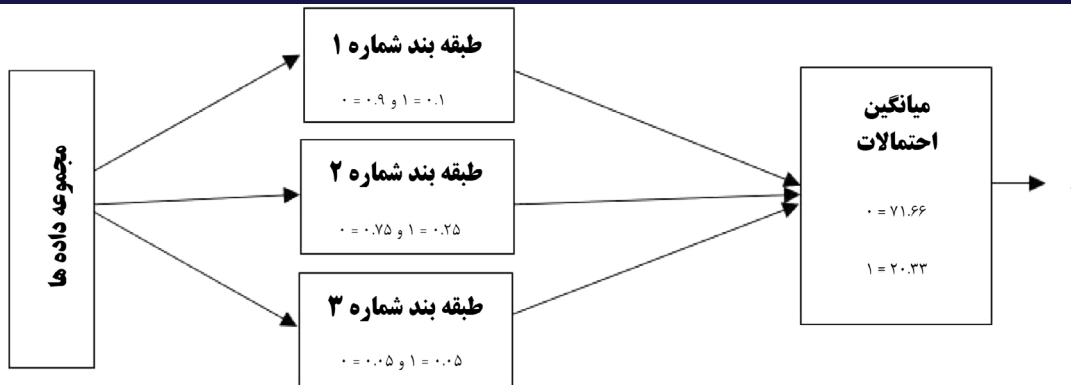 مجموعه داده ها
طبقه بند شماره ۱
۰ = ۰.۹ و ۱ = ۰.۱
طبقه بند شماره ۲
۰ = ۰.۷۵ و ۱ = ۰.۲۵
طبقه بند شماره ۳
۰ = ۰.۰۵ و ۱ = ۰.۰۵
میانگین
احتمالات
۰ = ۷۱.۶۶
۱ = ۲۰.۳۳